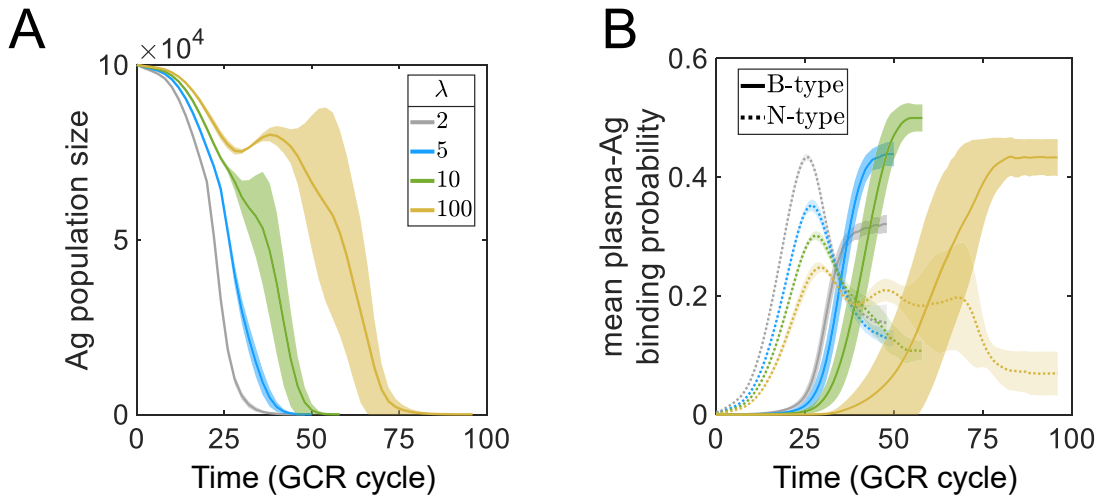 A
×10⁴
10
5
0
0
25
50
75
100
Ag population size
Time (GCR cycle)
λ
2
5
10
100
B
0.6
0.4
0.2
0
0
25
50
75
100
mean plasma-Ag
binding probability
Time (GCR cycle)
B-type
N-type